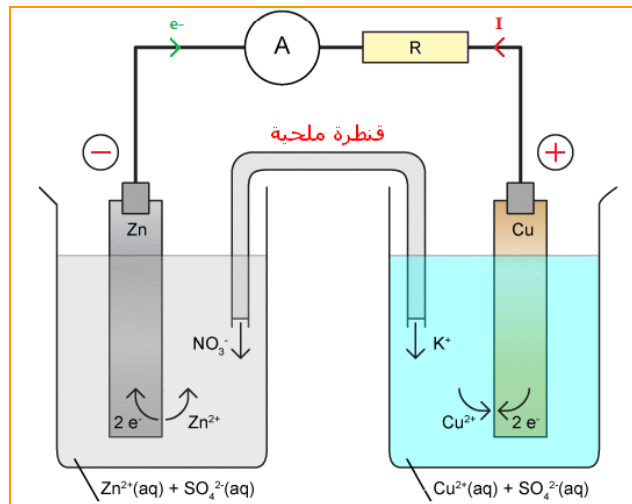 e-
I
A
R
قنطرة ملحية
−
+
Zn
Cu
NO₃⁻
K⁺
2 e⁻
Zn²⁺
Cu²⁺
2 e⁻
Zn²⁺(aq) + SO₄²⁻(aq)
Cu²⁺(aq) + SO₄²⁻(aq)